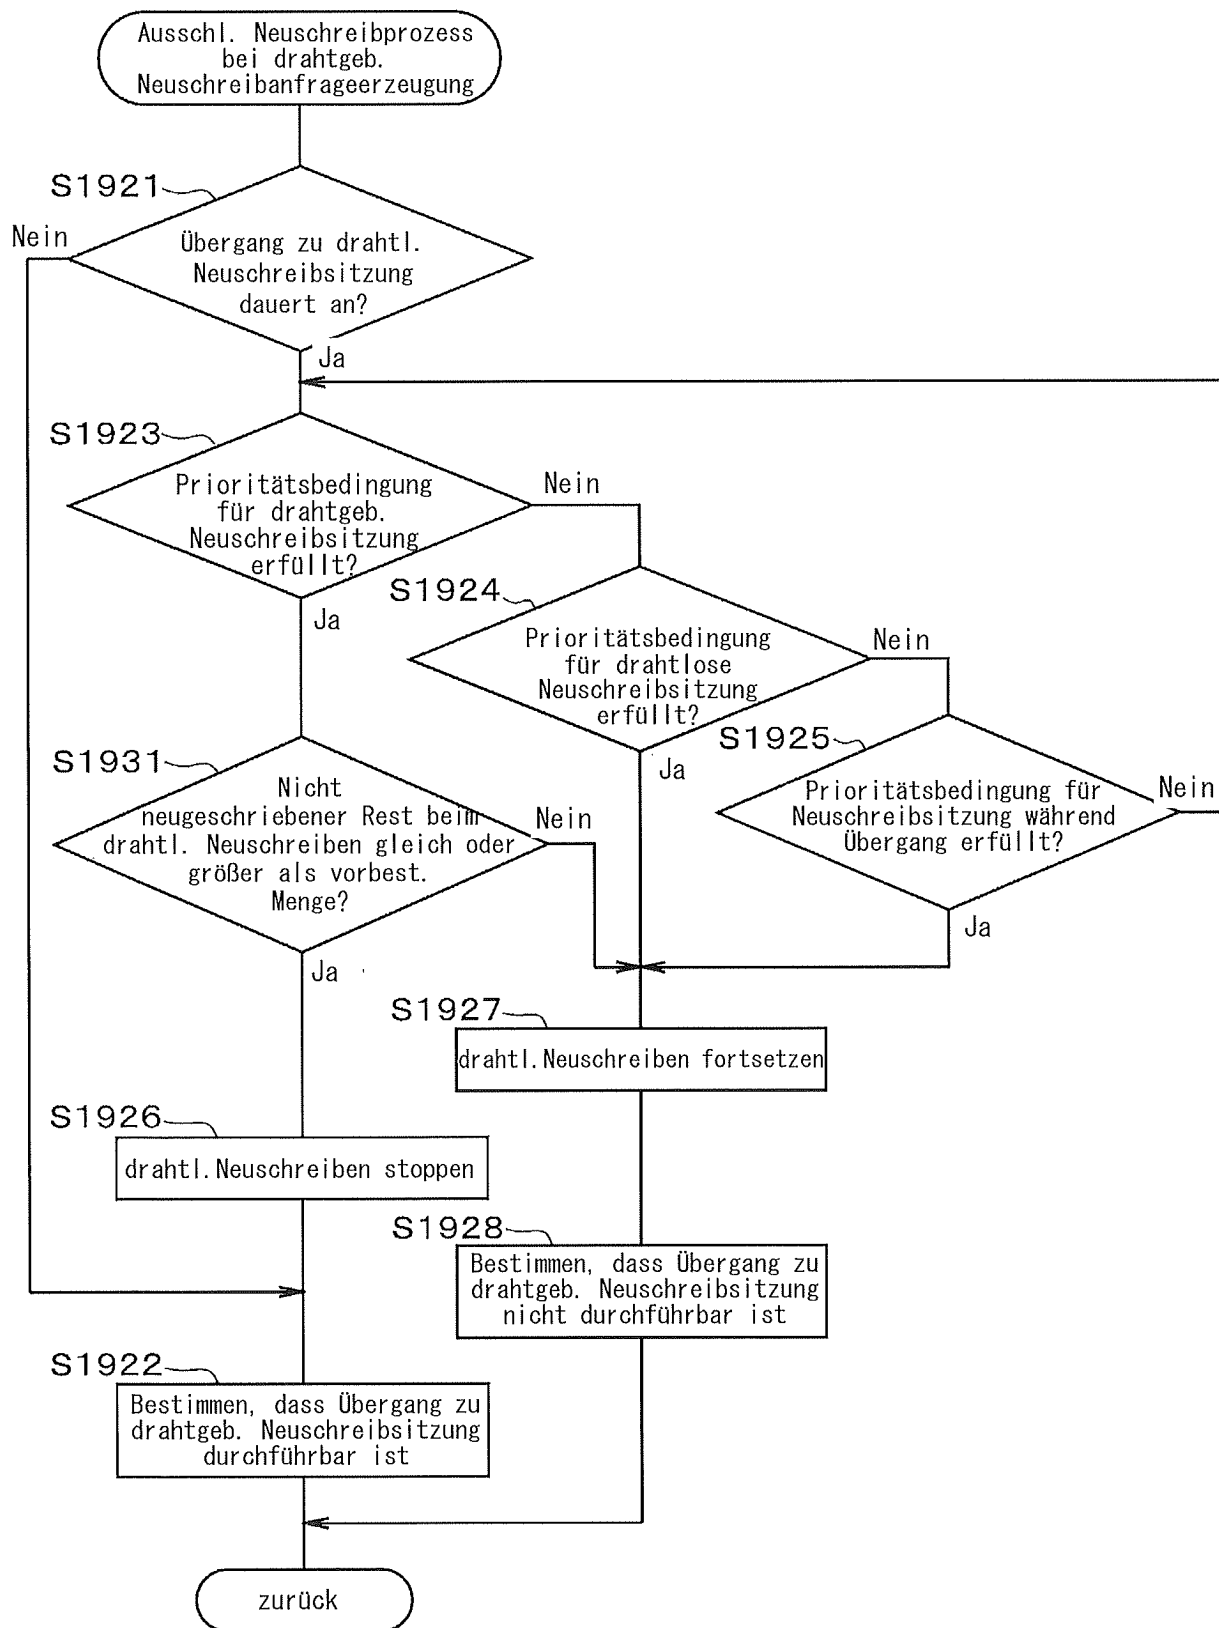 Ausschl. Neuschreibprozess
bei drahtgeb.
Neuschreibanfrageerzeugung
S1921
Nein
Übergang zu drahtl.
Neuschreibsitzung
dauert an?
Ja
S1923
Prioritätsbedingung
für drahtgeb.
Neuschreibsitzung
erfüllt?
Nein
Ja
S1924
Prioritätsbedingung
für drahtlose
Neuschreibsitzung
erfüllt?
Nein
Ja
S1925
Prioritätsbedingung für
Neuschreibsitzung während
Übergang erfüllt?
Nein
Ja
S1931
Nicht
neugeschriebener Rest beim
drahtl. Neuschreiben gleich oder
größer als vorbest.
Menge?
Nein
Ja
S1927
drahtl.Neuschreiben fortsetzen
S1926
drahtl.Neuschreiben stoppen
S1928
Bestimmen, dass Übergang zu
drahtgeb. Neuschreibsitzung
nicht durchführbar ist
S1922
Bestimmen, dass Übergang zu
drahtgeb. Neuschreibsitzung
durchführbar ist
zurück